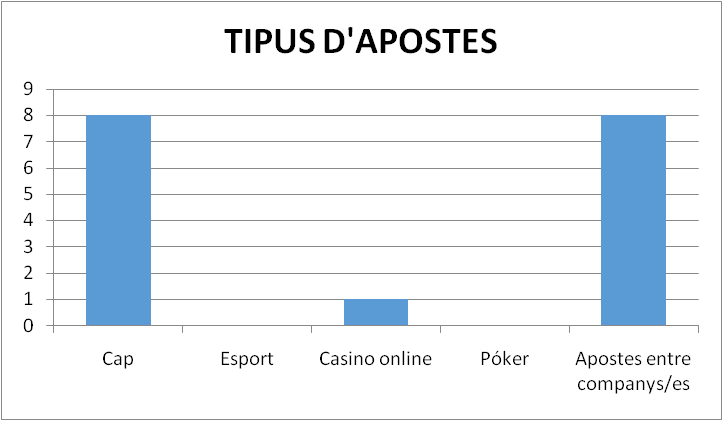 TIPUS D'APOSTES
9
8
7
6
5
4
3
2
1
0
Cap
Esport
Casino online
Póker
Apostes entre
companys/es